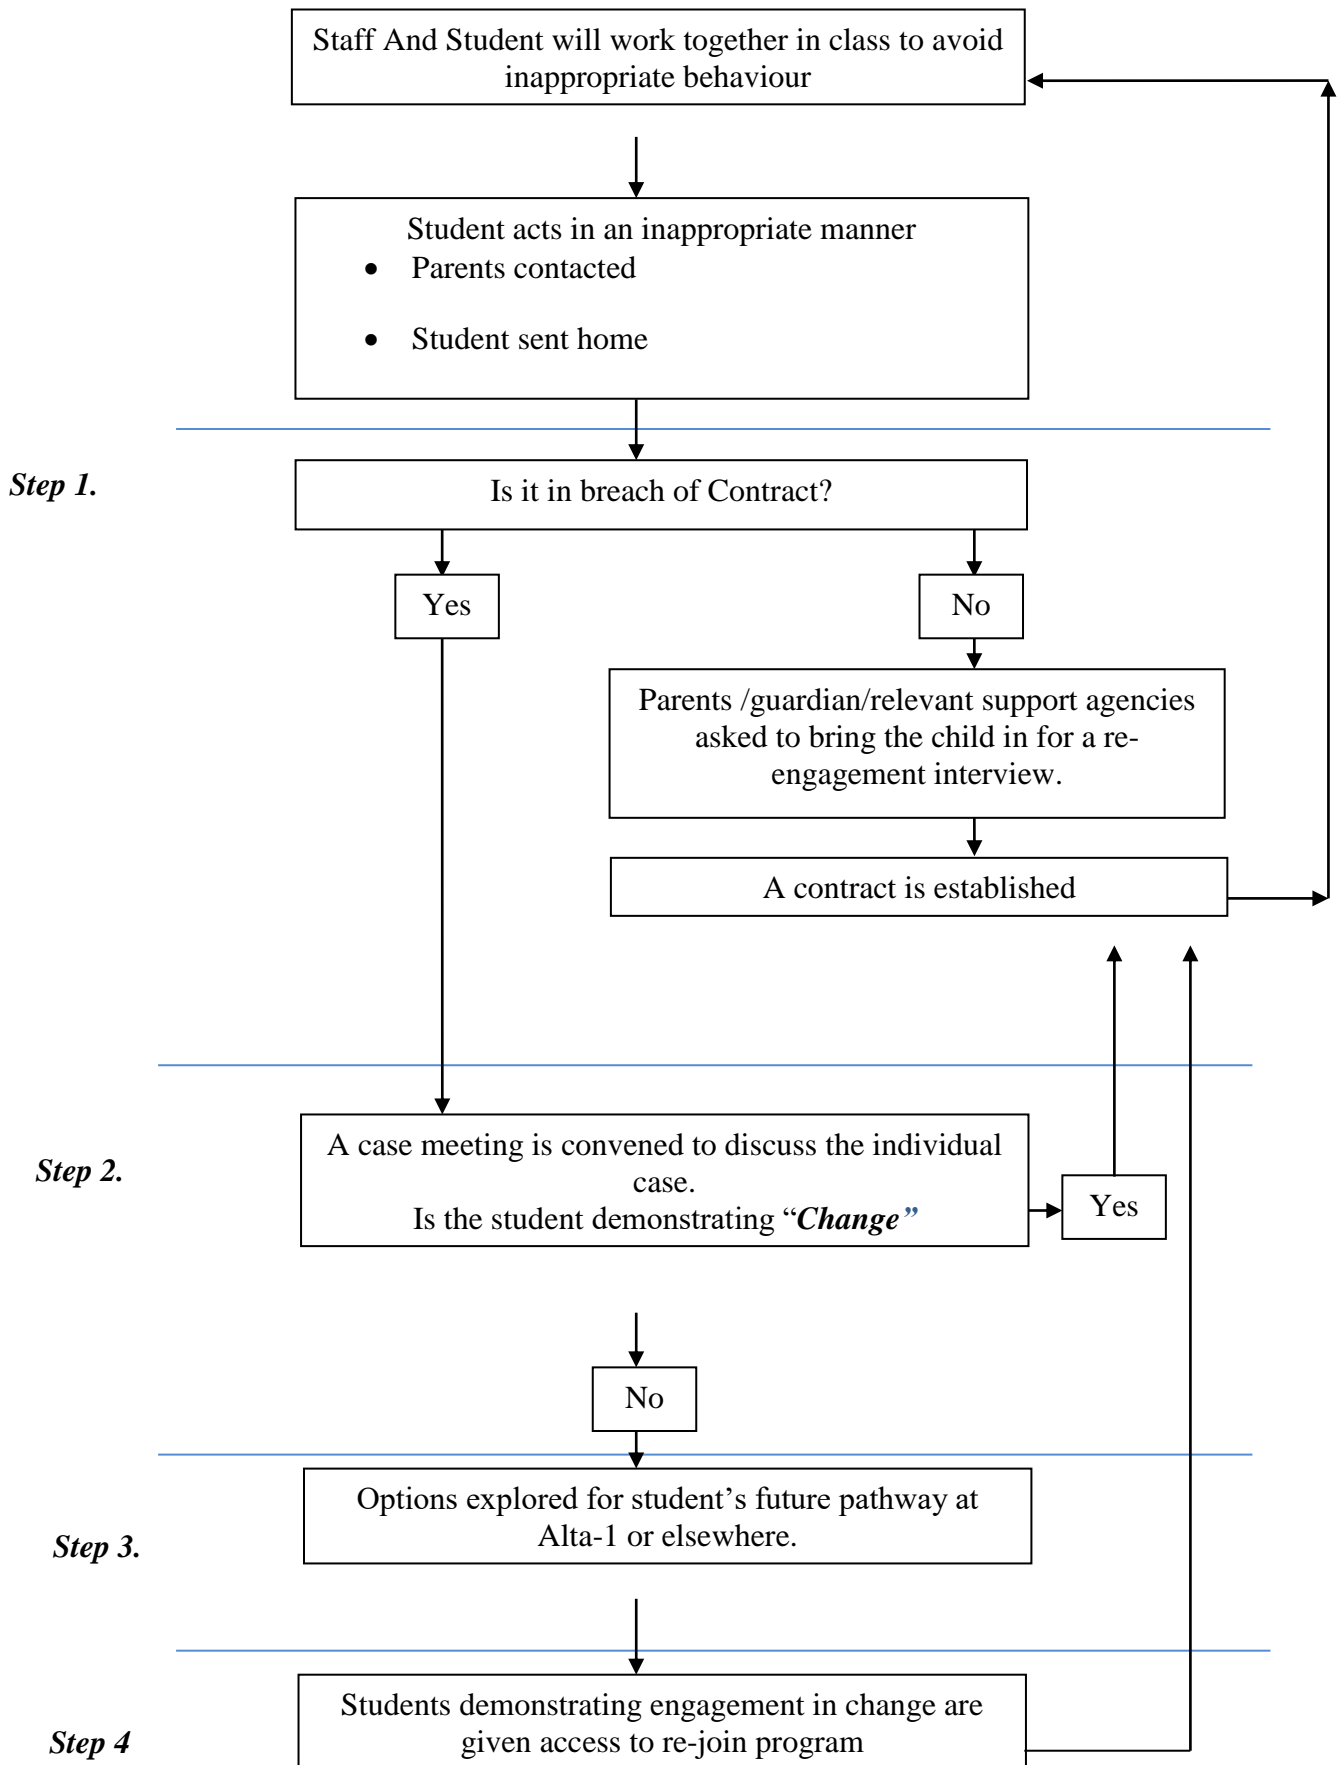 Staff And Student will work together in class to avoid
inappropriate behaviour
Student acts in an inappropriate manner
• Parents contacted
• Student sent home
Step 1.
Is it in breach of Contract?
Yes
No
Parents /guardian/relevant support agencies
asked to bring the child in for a re-
engagement interview.
A contract is established
Step 2.
A case meeting is convened to discuss the individual
case.
Is the student demonstrating “Change”
Yes
No
Step 3.
Options explored for student’s future pathway at
Alta-1 or elsewhere.
Step 4
Students demonstrating engagement in change are
given access to re-join program